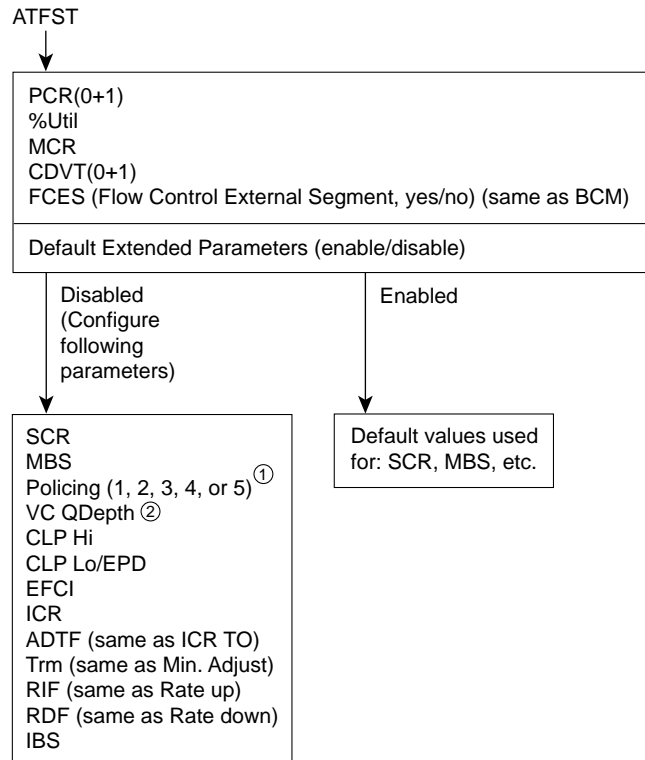 ATFST
PCR(0+1)
%Util
MCR
CDVT(0+1)
FCES (Flow Control External Segment, yes/no) (same as BCM)
Default Extended Parameters (enable/disable)
Disabled
(Configure
following
parameters)
Enabled
SCR
MBS
Policing (1, 2, 3, 4, or 5) ①
VC QDepth ②
CLP Hi
CLP Lo/EPD
EFCI
ICR
ADTF (same as ICR TO)
Trm (same as Min. Adjust)
RIF (same as Rate up)
RDF (same as Rate down)
IBS
Default values used
for: SCR, MBS, etc.